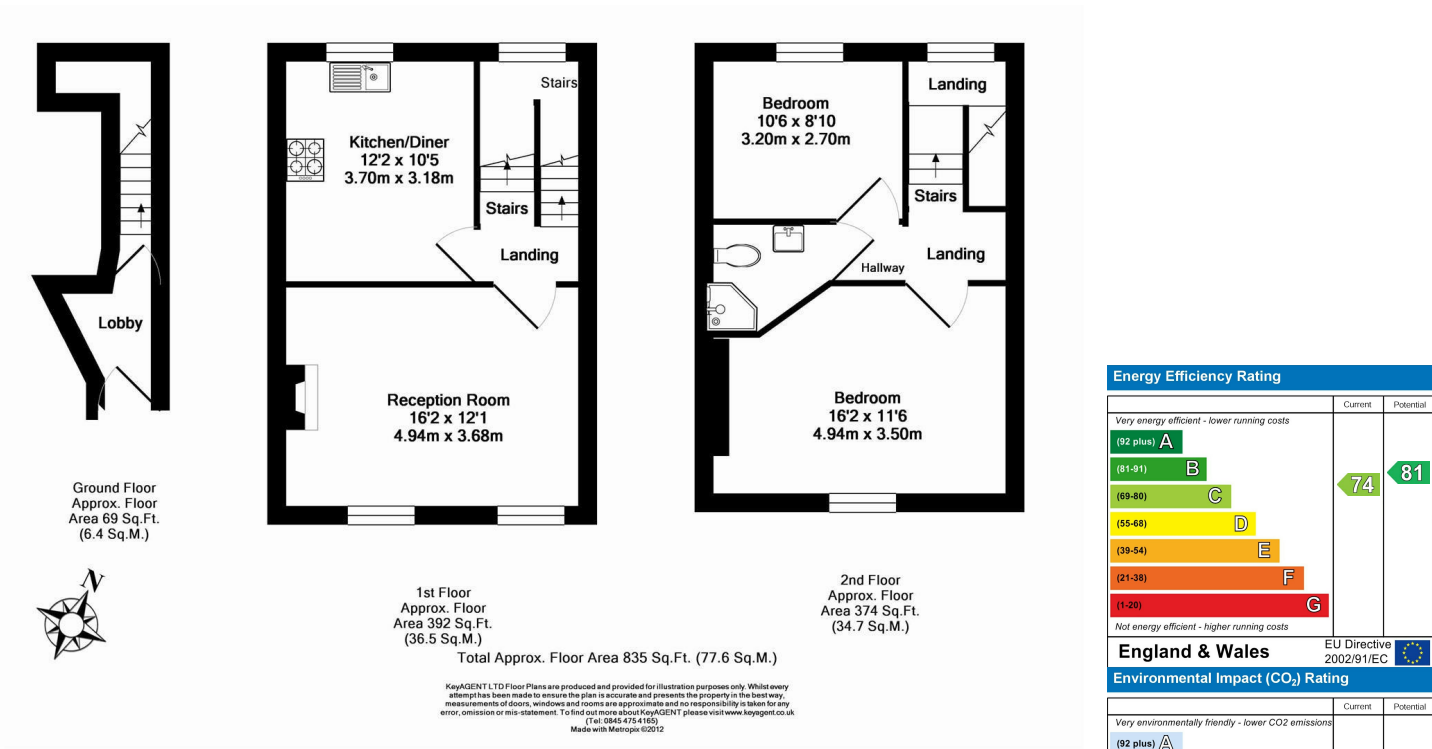 Stairs
Kitchen/Diner
12'2 x 10'5
3.70m x 3.18m
Stairs
Landing
Reception Room
16'2 x 12'1
4.94m x 3.68m
Bedroom
10'6 x 8'10
3.20m x 2.70m
Landing
Stairs
Landing
Hallway
Bedroom
16'2 x 11'6
4.94m x 3.50m
Lobby
Ground Floor
Approx. Floor
Area 69 Sq.Ft.
(6.4 Sq.M.)
N
1st Floor
Approx. Floor
Area 392 Sq.Ft.
(36.5 Sq.M.)
2nd Floor
Approx. Floor
Area 374 Sq.Ft.
(34.7 Sq.M.)
Total Approx. Floor Area 835 Sq.Ft. (77.6 Sq.M.)
KeyAGENT LTD Floor Plans are produced and provided for illustration purposes only. Whilst every
attempt has been made to ensure the plan is accurate and presents the property in the best way,
measurements of doors, windows and rooms are approximate and no responsibility is taken for any
error, omission or mis-statement. To find out more about KeyAGENT please visit www.keyagent.co.uk
(Tel: 0845 475 4165)
Made with Metropix ©2012
Energy Efficiency Rating
Current Potential
Very energy efficient - lower running costs
(92 plus) A
(81-91) B
(69-80) C
(55-68) D
(39-54) E
(21-38) F
(1-20) G
74
81
Not energy efficient - higher running costs
England & Wales
EU Directive
2002/91/EC
Environmental Impact (CO₂) Rating
Current Potential
Very environmentally friendly - lower CO2 emissions
(92 plus) A